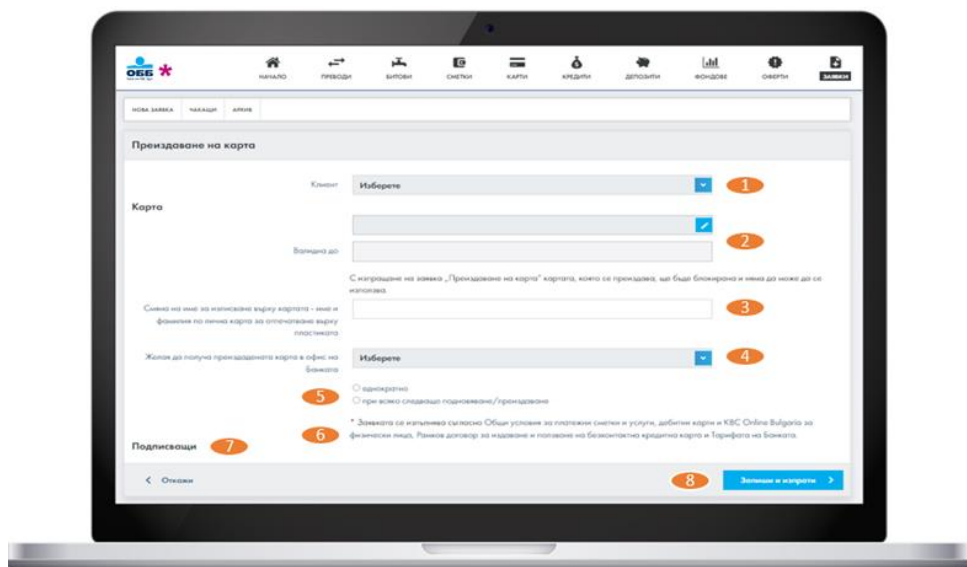 ОББ *
НАЧАЛО ПРЕВОДИ БИТОВИ СМЕТКИ КАРТИ КРЕДИТИ ДЕПОЗИТИ ФОНДОВЕ ОФЕРТИ ЗАЯВКИ
НОВА ЗАЯВКА ЧАКАЩИ АРХИВ
Преиздаване на карта
Клиент Изберете 1
Карта
2
Валидна до:
С изпращане на заявка „Преиздаване на карта" картата, която се преиздава, ще бъде блокирана и няма да може да се
използва.
Смяна на име за изписване върху картата - име и
фамилия по лична карта за отпечатване върху
пластиката
3
Желая да получа преиздадената карта в офис на
Банката
Изберете 4
5 еднократно
при всяко следващо подновяване/преиздаване
6 * Заявката се изпълнява съгласно Общи условия за платежни сметки и услуги, дебитни карти и KBC Online Bulgaria за
физически лица, Рамков договор за издаване и ползване на безконтактна кредитна карта и Тарифата на Банката.
Подписващи 7
< Откажи 8 Запиши и изпрати >